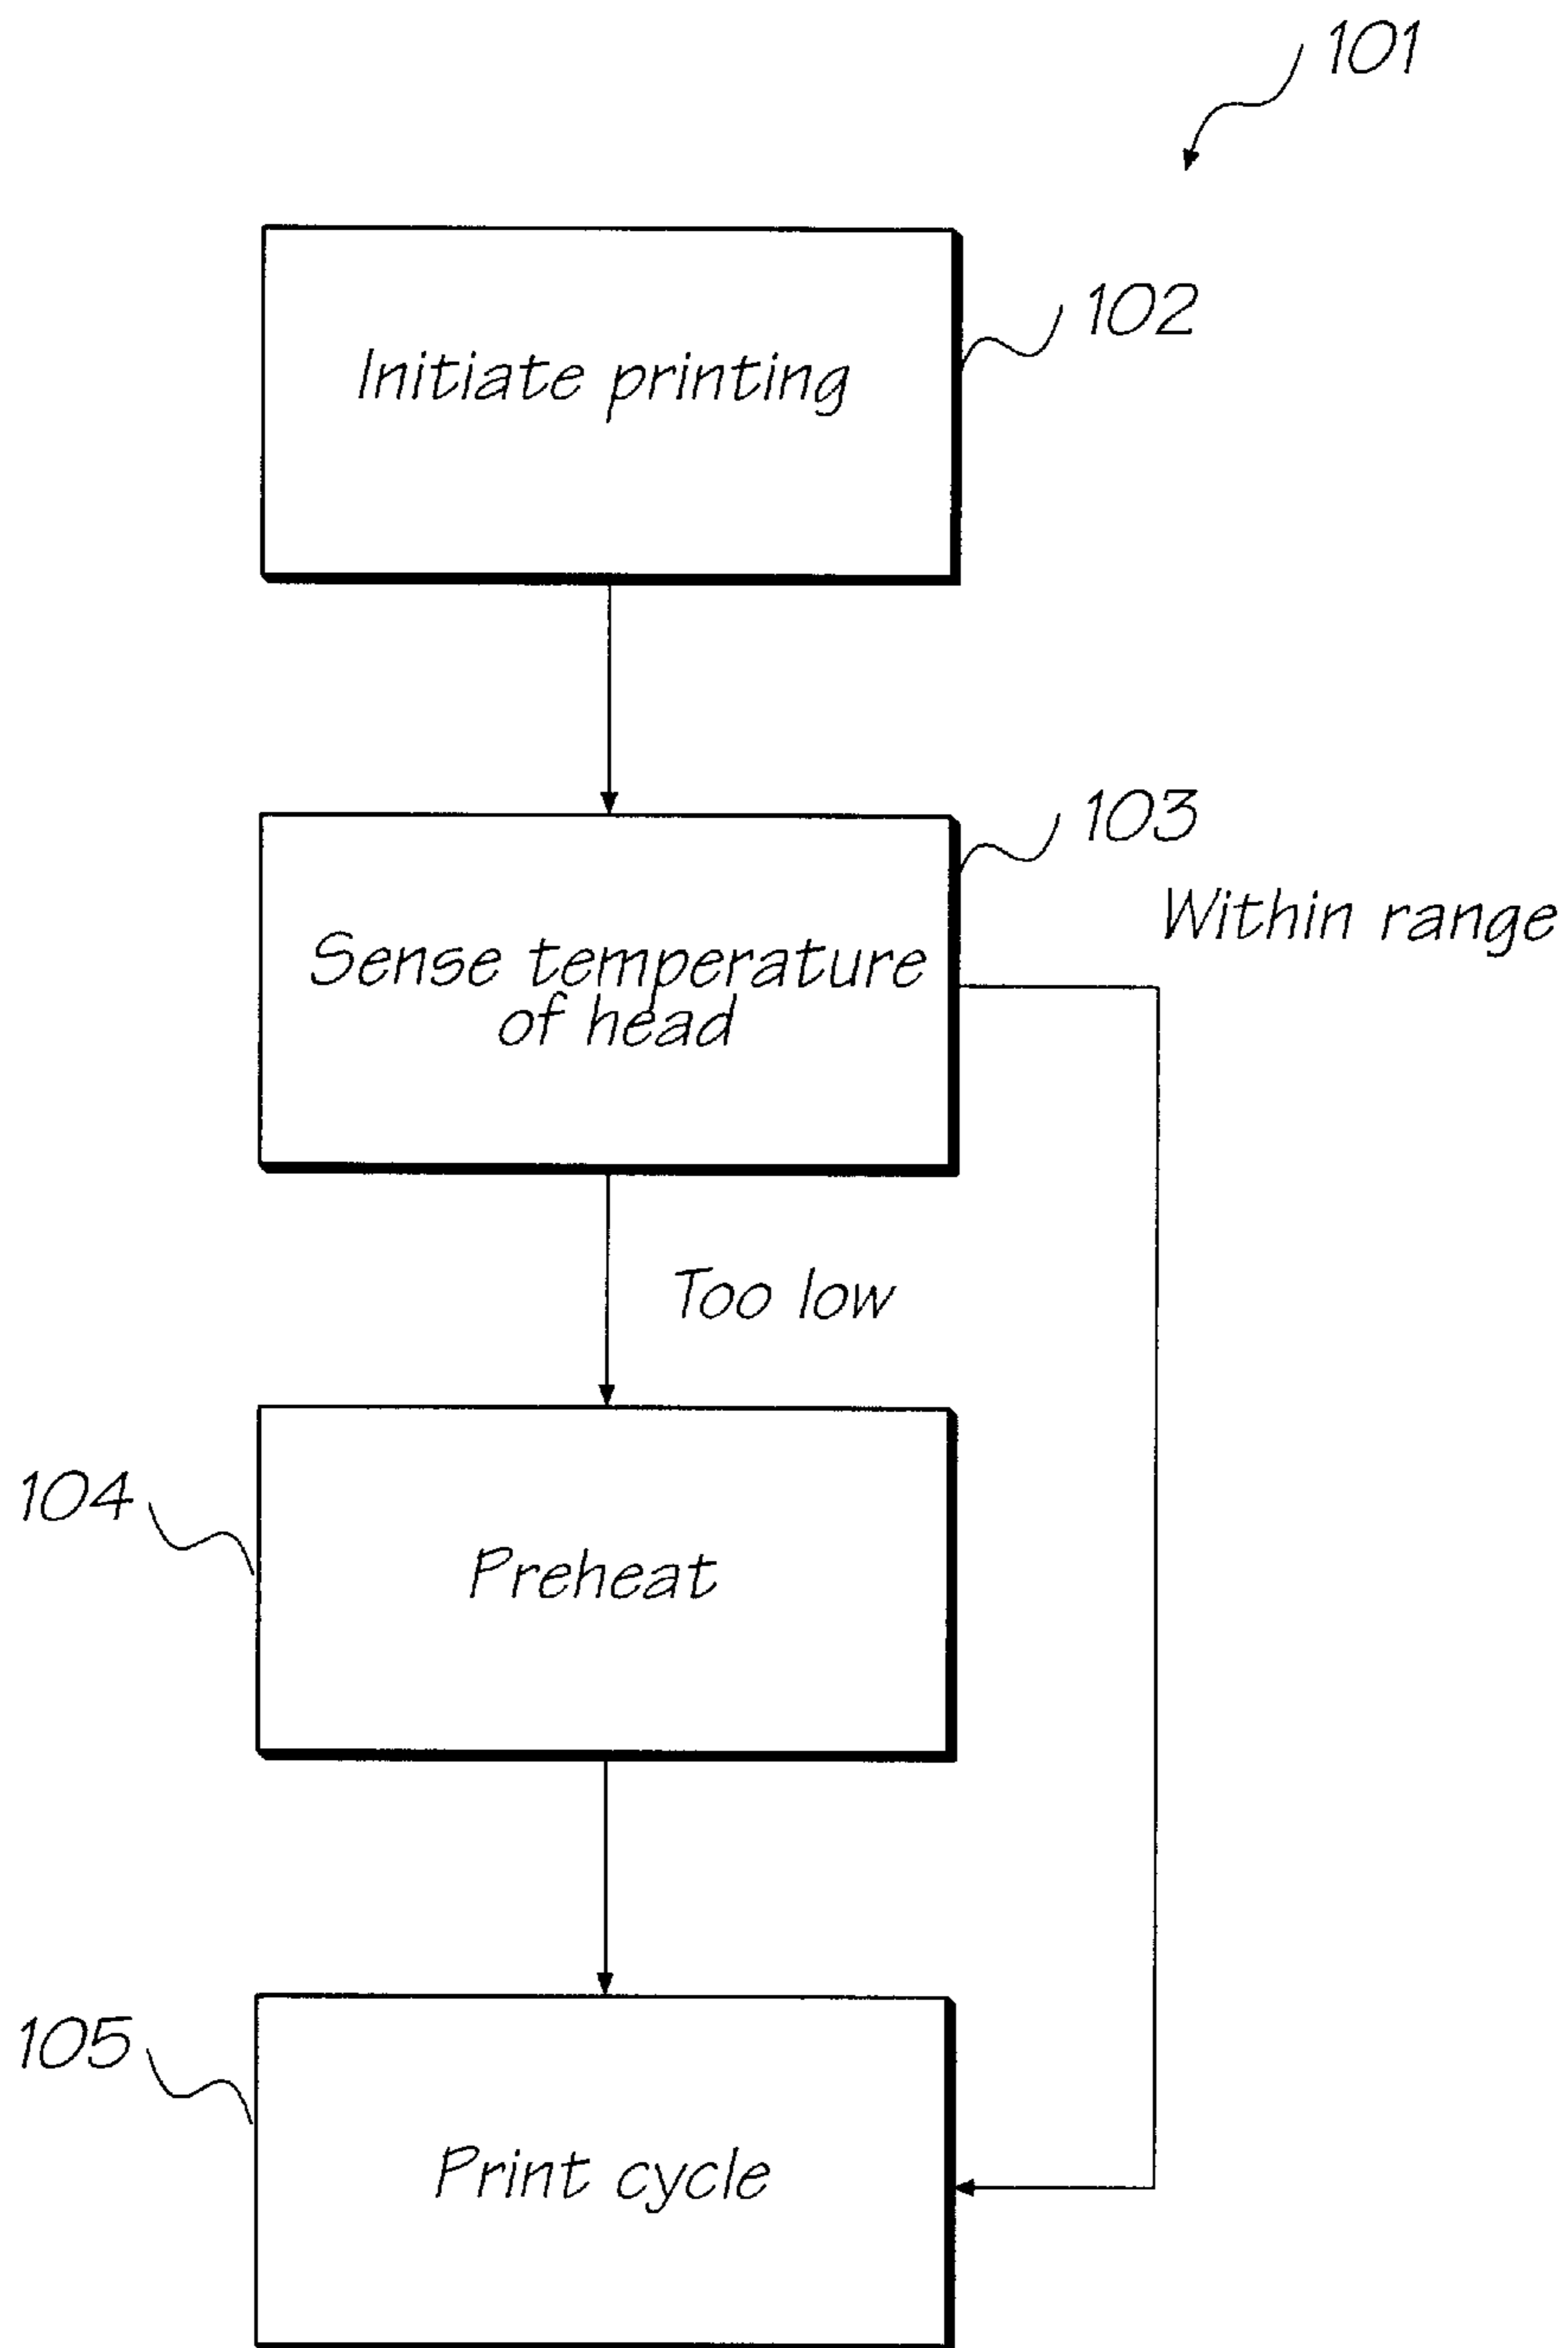 101
Initiate printing
102
103
Within range
Sense temperature
of head
Too low
104
Preheat
105
Print cycle